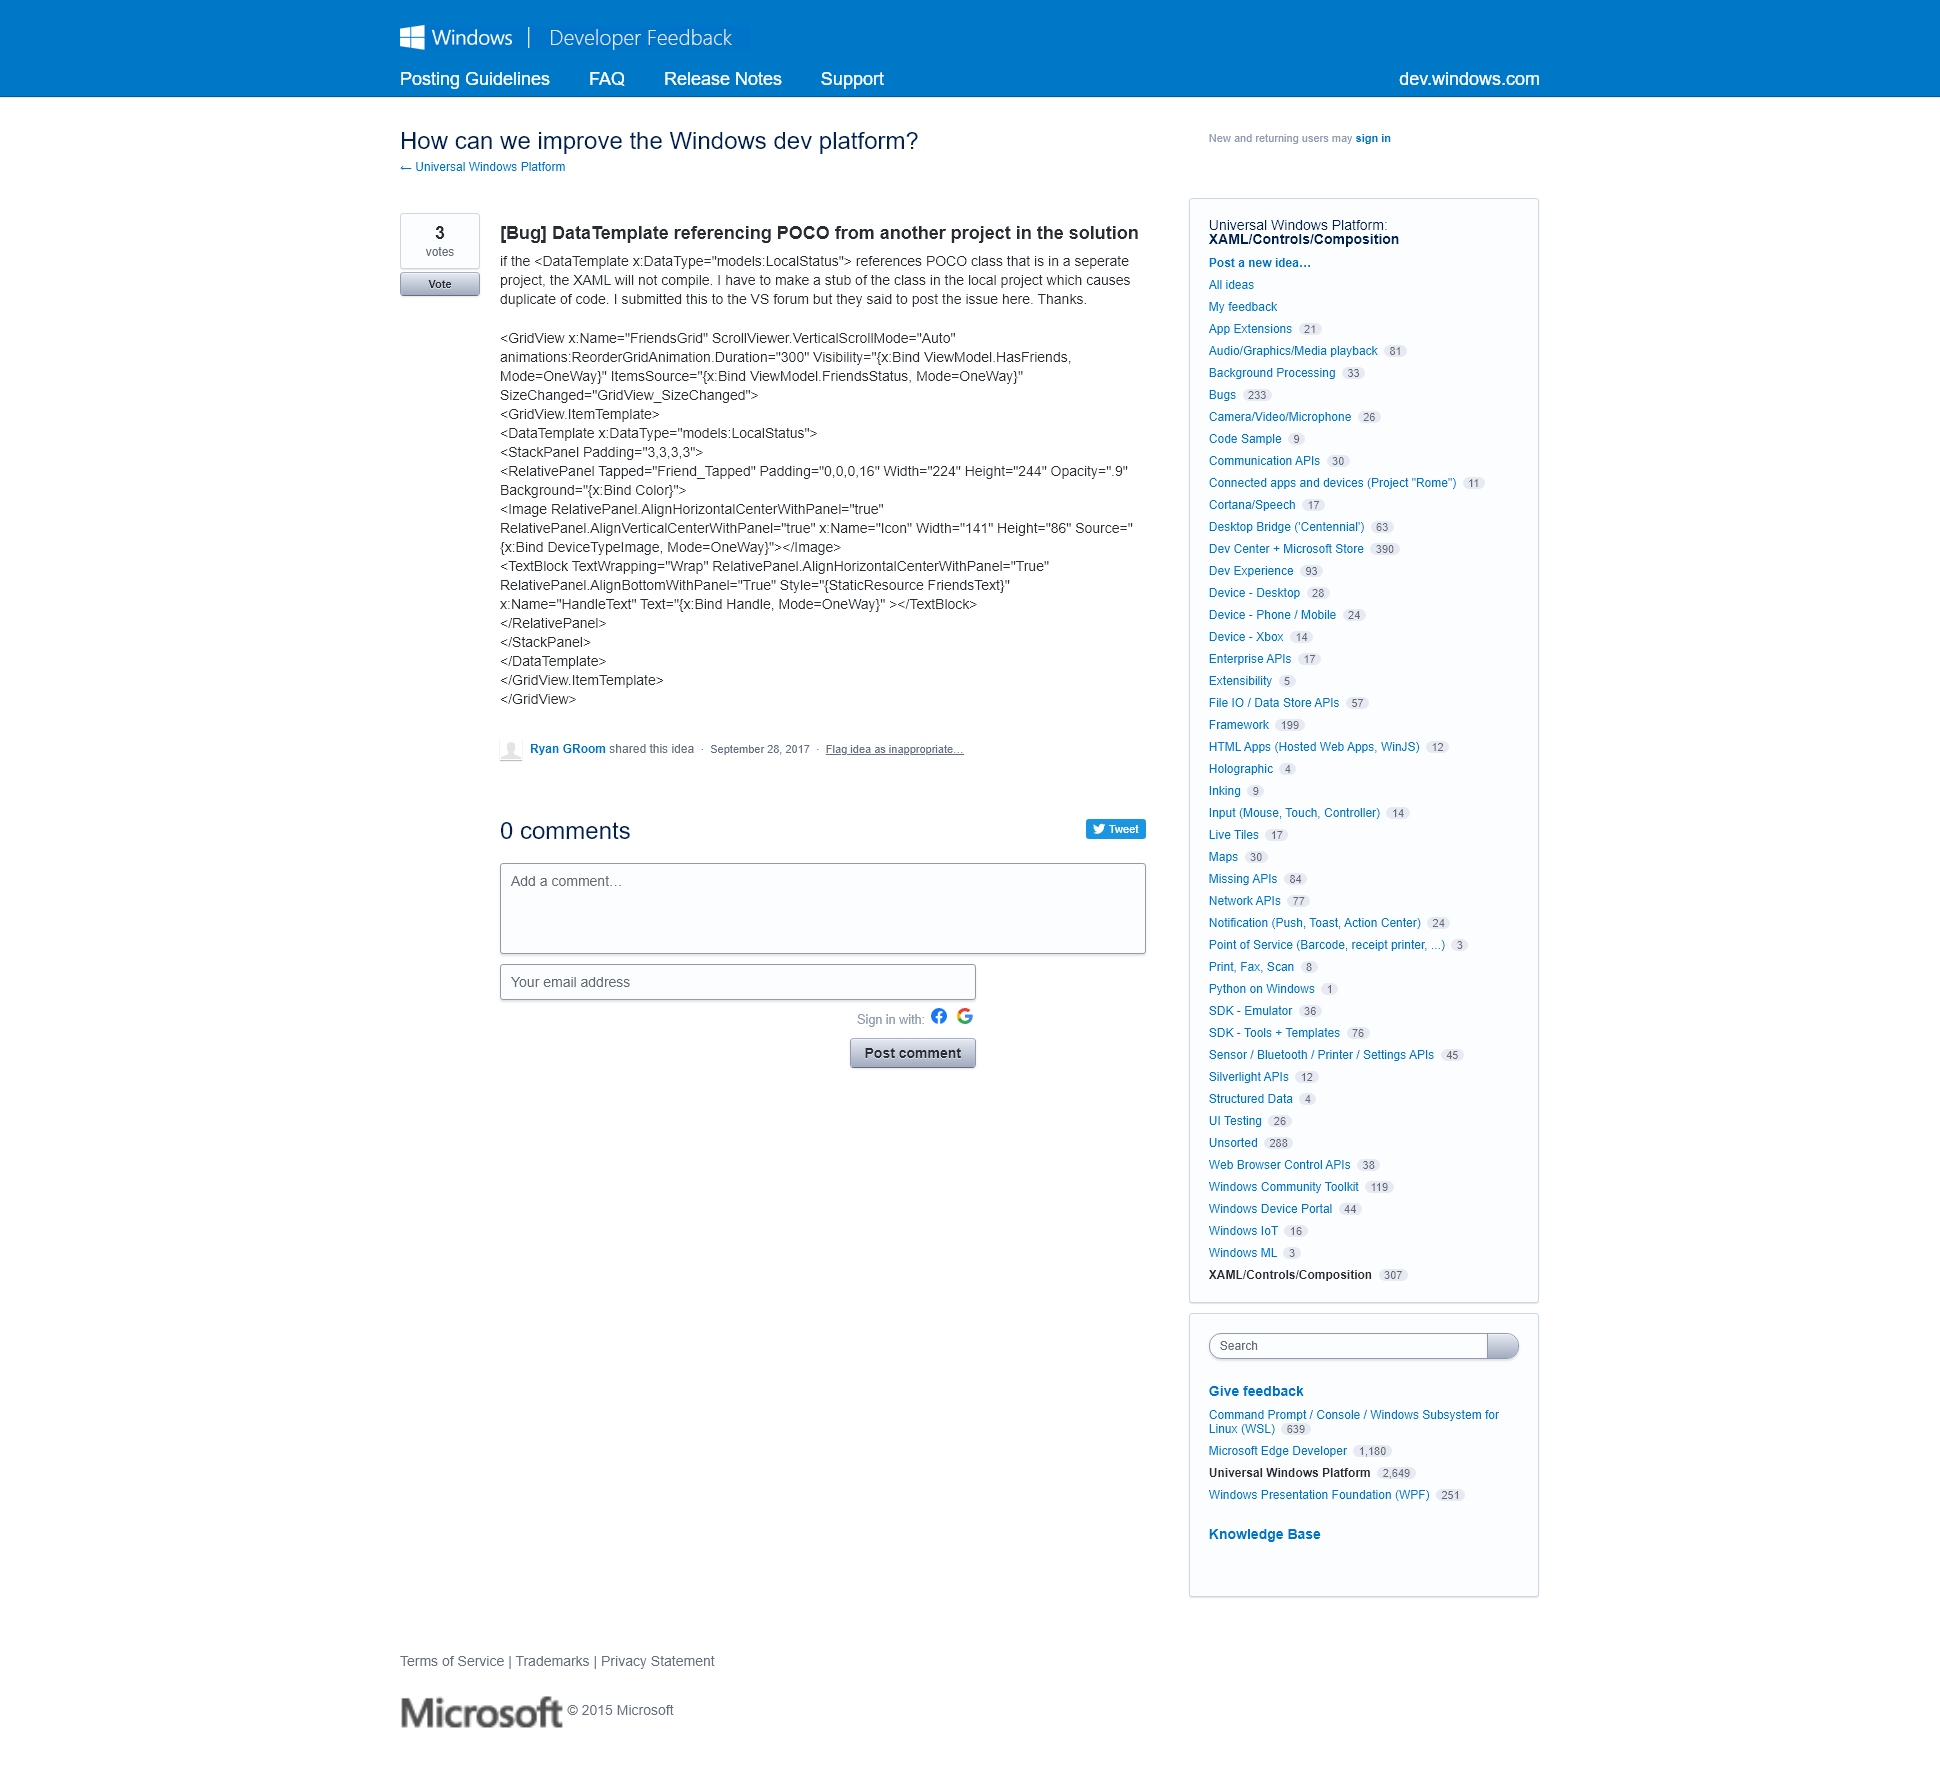 Windows | Developer Feedback
Posting Guidelines FAQ Release Notes Support dev.windows.com
How can we improve the Windows dev platform?
← Universal Windows Platform
New and returning users may sign in
3
votes
Vote
[Bug] DataTemplate referencing POCO from another project in the solution
if the <DataTemplate x:DataType="models:LocalStatus"> references POCO class that is in a seperate
project, the XAML will not compile. I have to make a stub of the class in the local project which causes
duplicate of code. I submitted this to the VS forum but they said to post the issue here. Thanks.
<GridView x:Name="FriendsGrid" ScrollViewer.VerticalScrollMode="Auto"
animations:ReorderGridAnimation.Duration="300" Visibility="{x:Bind ViewModel.HasFriends,
Mode=OneWay}" ItemsSource="{x:Bind ViewModel.FriendsStatus, Mode=OneWay}"
SizeChanged="GridView_SizeChanged">
<GridView.ItemTemplate>
<DataTemplate x:DataType="models:LocalStatus">
<StackPanel Padding="3,3,3,3">
<RelativePanel Tapped="Friend_Tapped" Padding="0,0,0,16" Width="224" Height="244" Opacity=".9"
Background="{x:Bind Color}">
<Image RelativePanel.AlignHorizontalCenterWithPanel="true"
RelativePanel.AlignVerticalCenterWithPanel="true" x:Name="Icon" Width="141" Height="86" Source="
{x:Bind DeviceTypeImage, Mode=OneWay}"></Image>
<TextBlock TextWrapping="Wrap" RelativePanel.AlignHorizontalCenterWithPanel="True"
RelativePanel.AlignBottomWithPanel="True" Style="{StaticResource FriendsText}"
x:Name="HandleText" Text="{x:Bind Handle, Mode=OneWay}" ></TextBlock>
</RelativePanel>
</StackPanel>
</DataTemplate>
</GridView.ItemTemplate>
</GridView>
Ryan GRoom shared this idea · September 28, 2017 · Flag idea as inappropriate…
0 comments
Tweet
Add a comment…
Your email address
Sign in with:
Post comment
Universal Windows Platform:
XAML/Controls/Composition
Post a new idea…
All ideas
My feedback
App Extensions 21
Audio/Graphics/Media playback 81
Background Processing 33
Bugs 233
Camera/Video/Microphone 26
Code Sample 9
Communication APIs 30
Connected apps and devices (Project "Rome") 11
Cortana/Speech 17
Desktop Bridge ('Centennial') 63
Dev Center + Microsoft Store 390
Dev Experience 93
Device - Desktop 28
Device - Phone / Mobile 24
Device - Xbox 14
Enterprise APIs 17
Extensibility 5
File IO / Data Store APIs 57
Framework 199
HTML Apps (Hosted Web Apps, WinJS) 12
Holographic 4
Inking 9
Input (Mouse, Touch, Controller) 14
Live Tiles 17
Maps 30
Missing APIs 84
Network APIs 77
Notification (Push, Toast, Action Center) 24
Point of Service (Barcode, receipt printer, ...) 3
Print, Fax, Scan 8
Python on Windows 1
SDK - Emulator 36
SDK - Tools + Templates 76
Sensor / Bluetooth / Printer / Settings APIs 45
Silverlight APIs 12
Structured Data 4
UI Testing 26
Unsorted 288
Web Browser Control APIs 38
Windows Community Toolkit 119
Windows Device Portal 44
Windows IoT 16
Windows ML 3
XAML/Controls/Composition 307
Search
Give feedback
Command Prompt / Console / Windows Subsystem for
Linux (WSL) 639
Microsoft Edge Developer 1,180
Universal Windows Platform 2,649
Windows Presentation Foundation (WPF) 251
Knowledge Base
Terms of Service | Trademarks | Privacy Statement
Microsoft © 2015 Microsoft